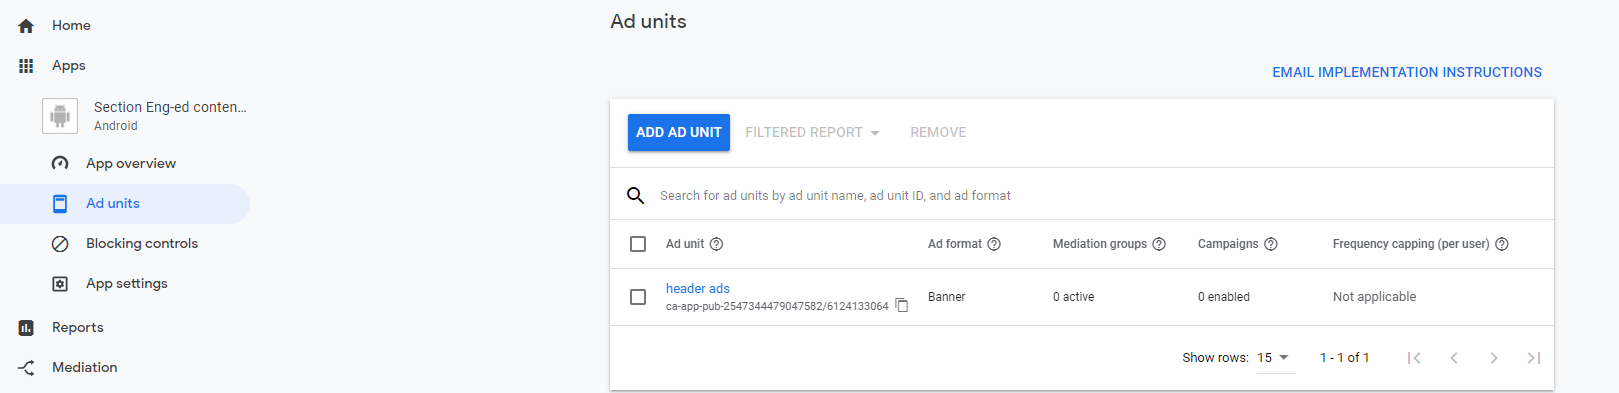 Home
Apps
Section Eng-ed conten...
Android
App overview
Ad units
Blocking controls
App settings
Reports
Mediation
Ad units
EMAIL IMPLEMENTATION INSTRUCTIONS
ADD AD UNIT FILTERED REPORT REMOVE
Search for ad units by ad unit name, ad unit ID, and ad format
Ad unit Ad format Mediation groups Campaigns Frequency capping (per user)
header ads
ca-app-pub-2547344479047582/6124133064 Banner 0 active 0 enabled Not applicable
Show rows: 15 1 - 1 of 1